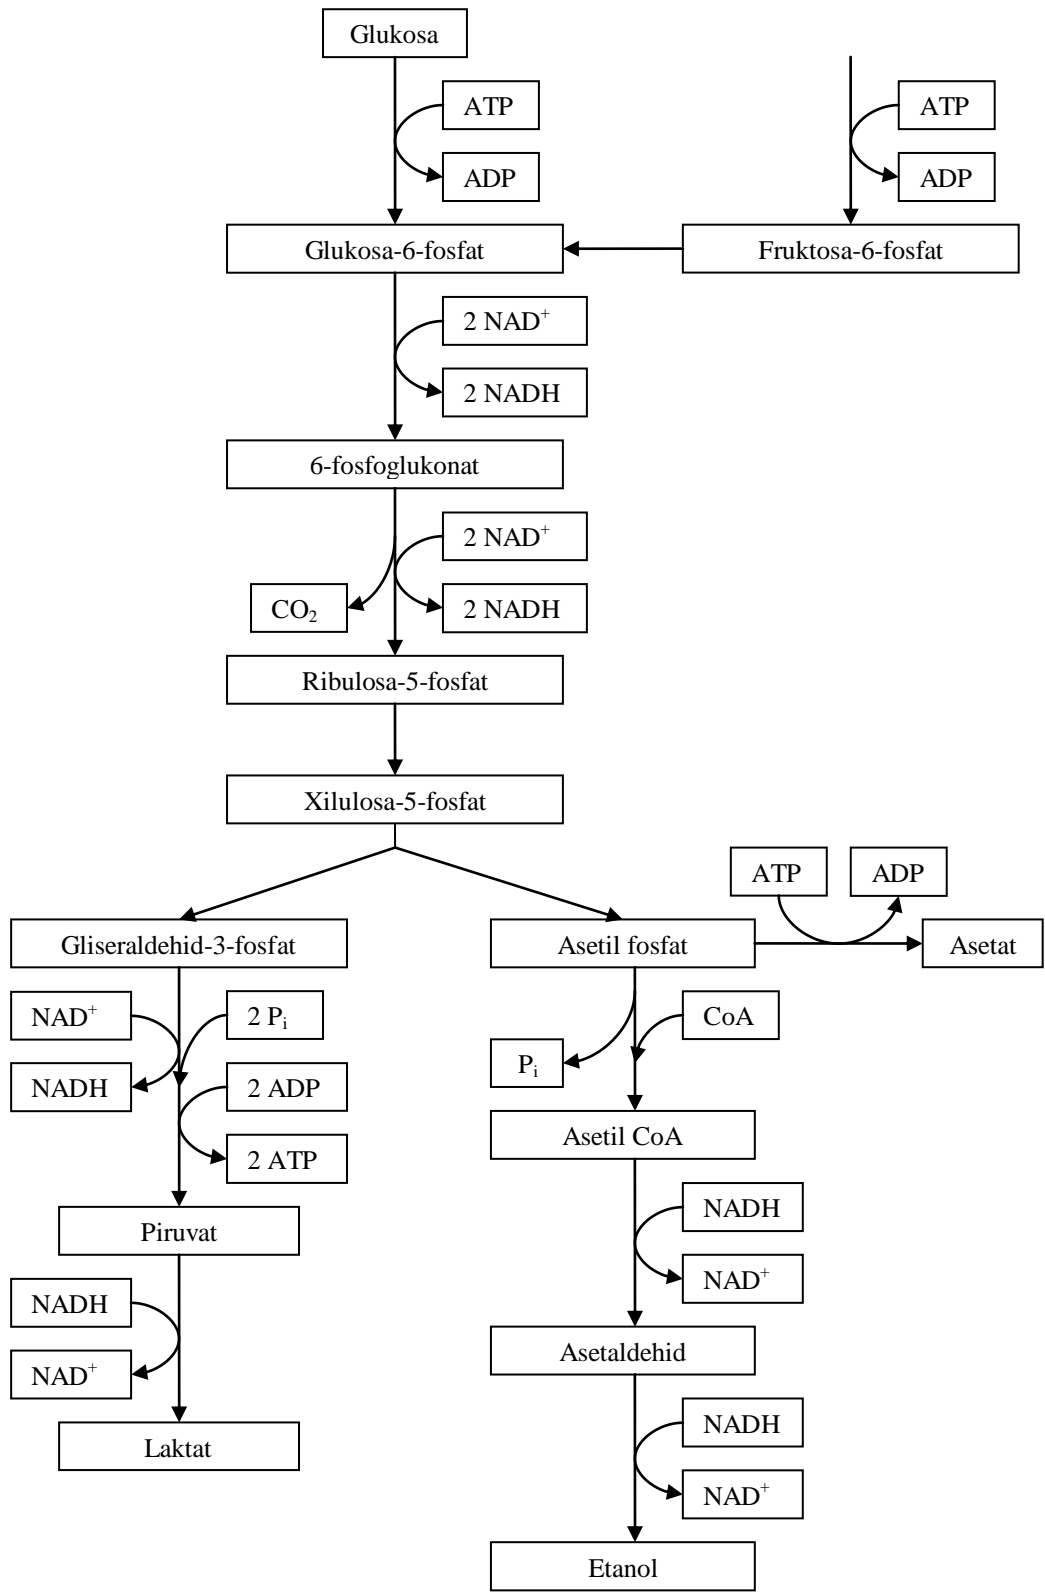 Glukosa
ATP
ATP
ADP
ADP
Glukosa-6-fosfat
Fruktosa-6-fosfat
2 NAD⁺
2 NADH
6-fosfoglukonat
2 NAD⁺
CO₂
2 NADH
Ribulosa-5-fosfat
Xilulosa-5-fosfat
ATP
ADP
Gliseraldehid-3-fosfat
Asetil fosfat
Asetat
NAD⁺
2 Pᵢ
CoA
Pᵢ
NADH
2 ADP
Asetil CoA
2 ATP
NADH
Piruvat
NAD⁺
NADH
Asetaldehid
NAD⁺
NADH
Laktat
NAD⁺
Etanol